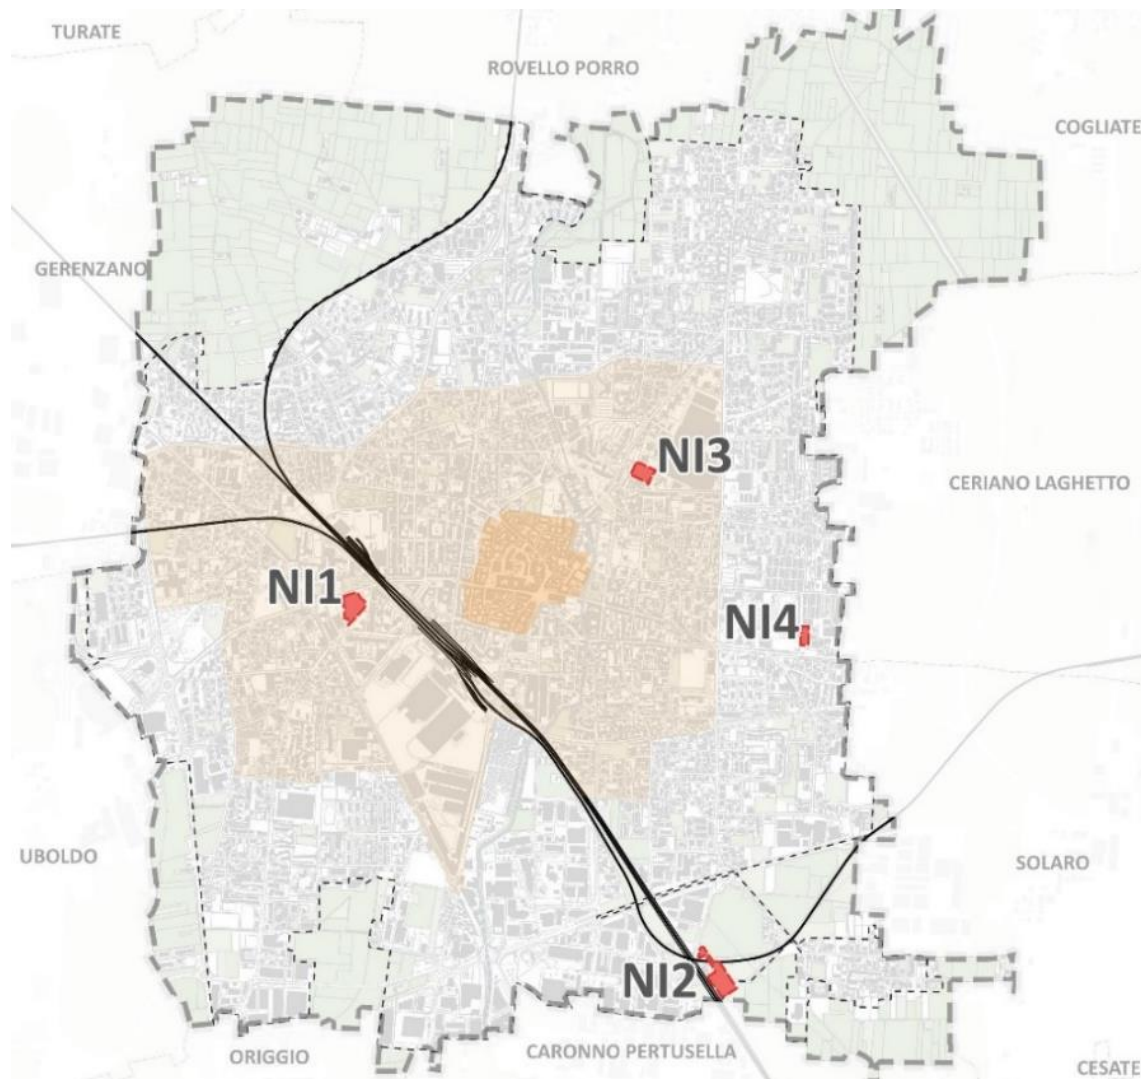 TURATE
ROVELLO PORRO
COGLIATE
GERENZANO
NI3
CERIANO LAGHETTO
NI1
NI4
UBOLDO
SOLARO
NI2
ORIGGIO
CARONNO PERTUSELLA
CESATE